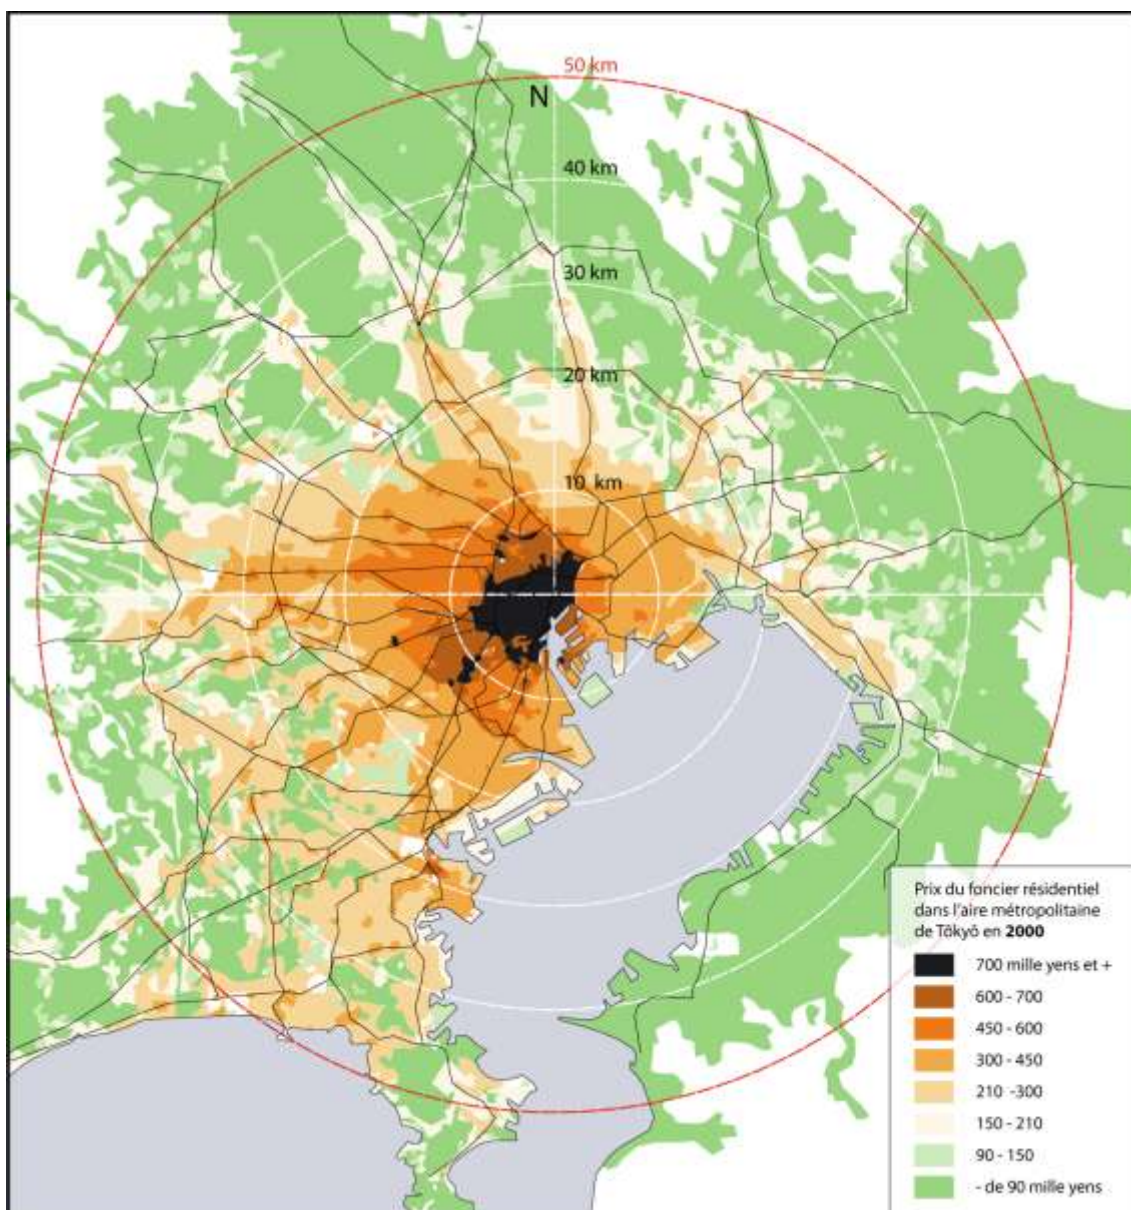 50 km
N
40 km
30 km
20 km
10 km
Prix du foncier résidentiel
dans l'aire métropolitaine
de Tôkyô en 2000
700 mille yens et +
600 - 700
450 - 600
300 - 450
210 -300
150 - 210
90 - 150
- de 90 mille yens